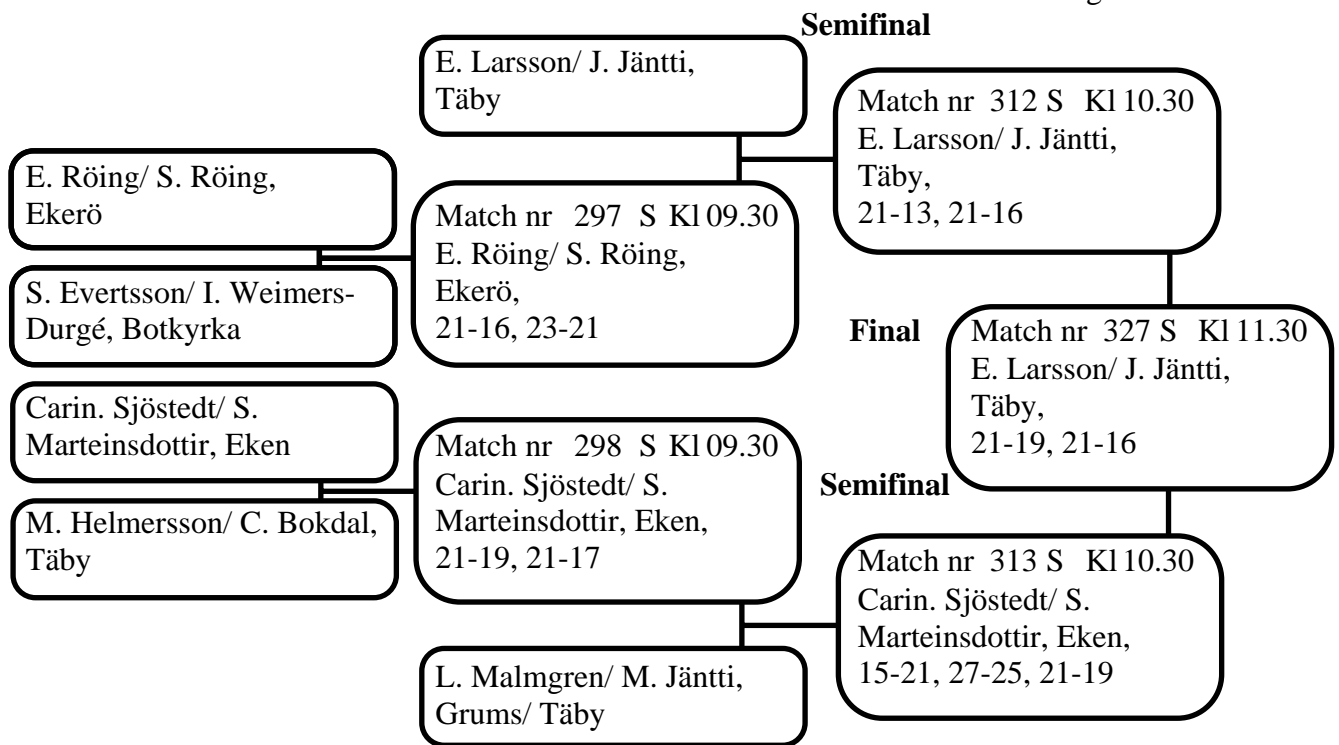 Semifinal
E. Larsson/ J. Jäntti,
Täby
Match nr 312 S Kl 10.30
E. Larsson/ J. Jäntti,
Täby,
21-13, 21-16
E. Röing/ S. Röing,
Ekerö
Match nr 297 S Kl 09.30
E. Röing/ S. Röing,
Ekerö,
21-16, 23-21
S. Evertsson/ I. Weimers-
Durgé, Botkyrka
Final
Match nr 327 S Kl 11.30
E. Larsson/ J. Jäntti,
Täby,
21-19, 21-16
Carin. Sjöstedt/ S.
Marteinsdottir, Eken
Match nr 298 S Kl 09.30
Carin. Sjöstedt/ S.
Marteinsdottir, Eken,
21-19, 21-17
M. Helmersson/ C. Bokdal,
Täby
Semifinal
Match nr 313 S Kl 10.30
Carin. Sjöstedt/ S.
Marteinsdottir, Eken,
15-21, 27-25, 21-19
L. Malmgren/ M. Jäntti,
Grums/ Täby